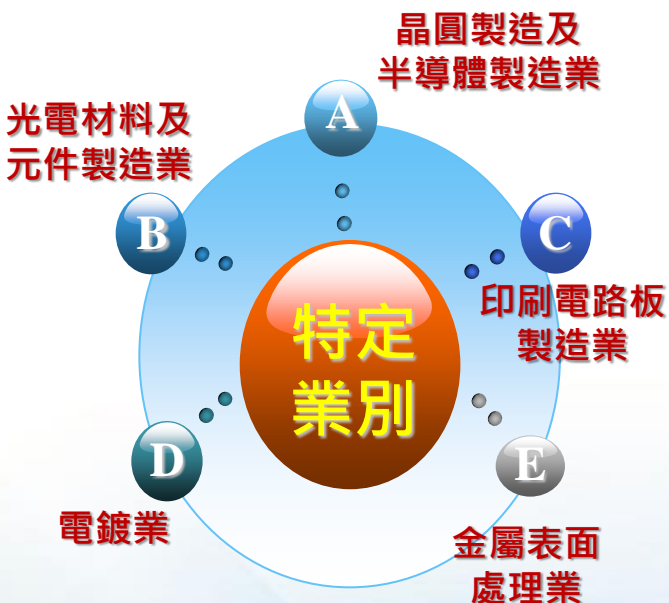 晶圓製造及
半導體製造業
A
光電材料及
元件製造業
B
C
印刷電路板
製造業
特定
業別
D
電鍍業
E
金屬表面
處理業